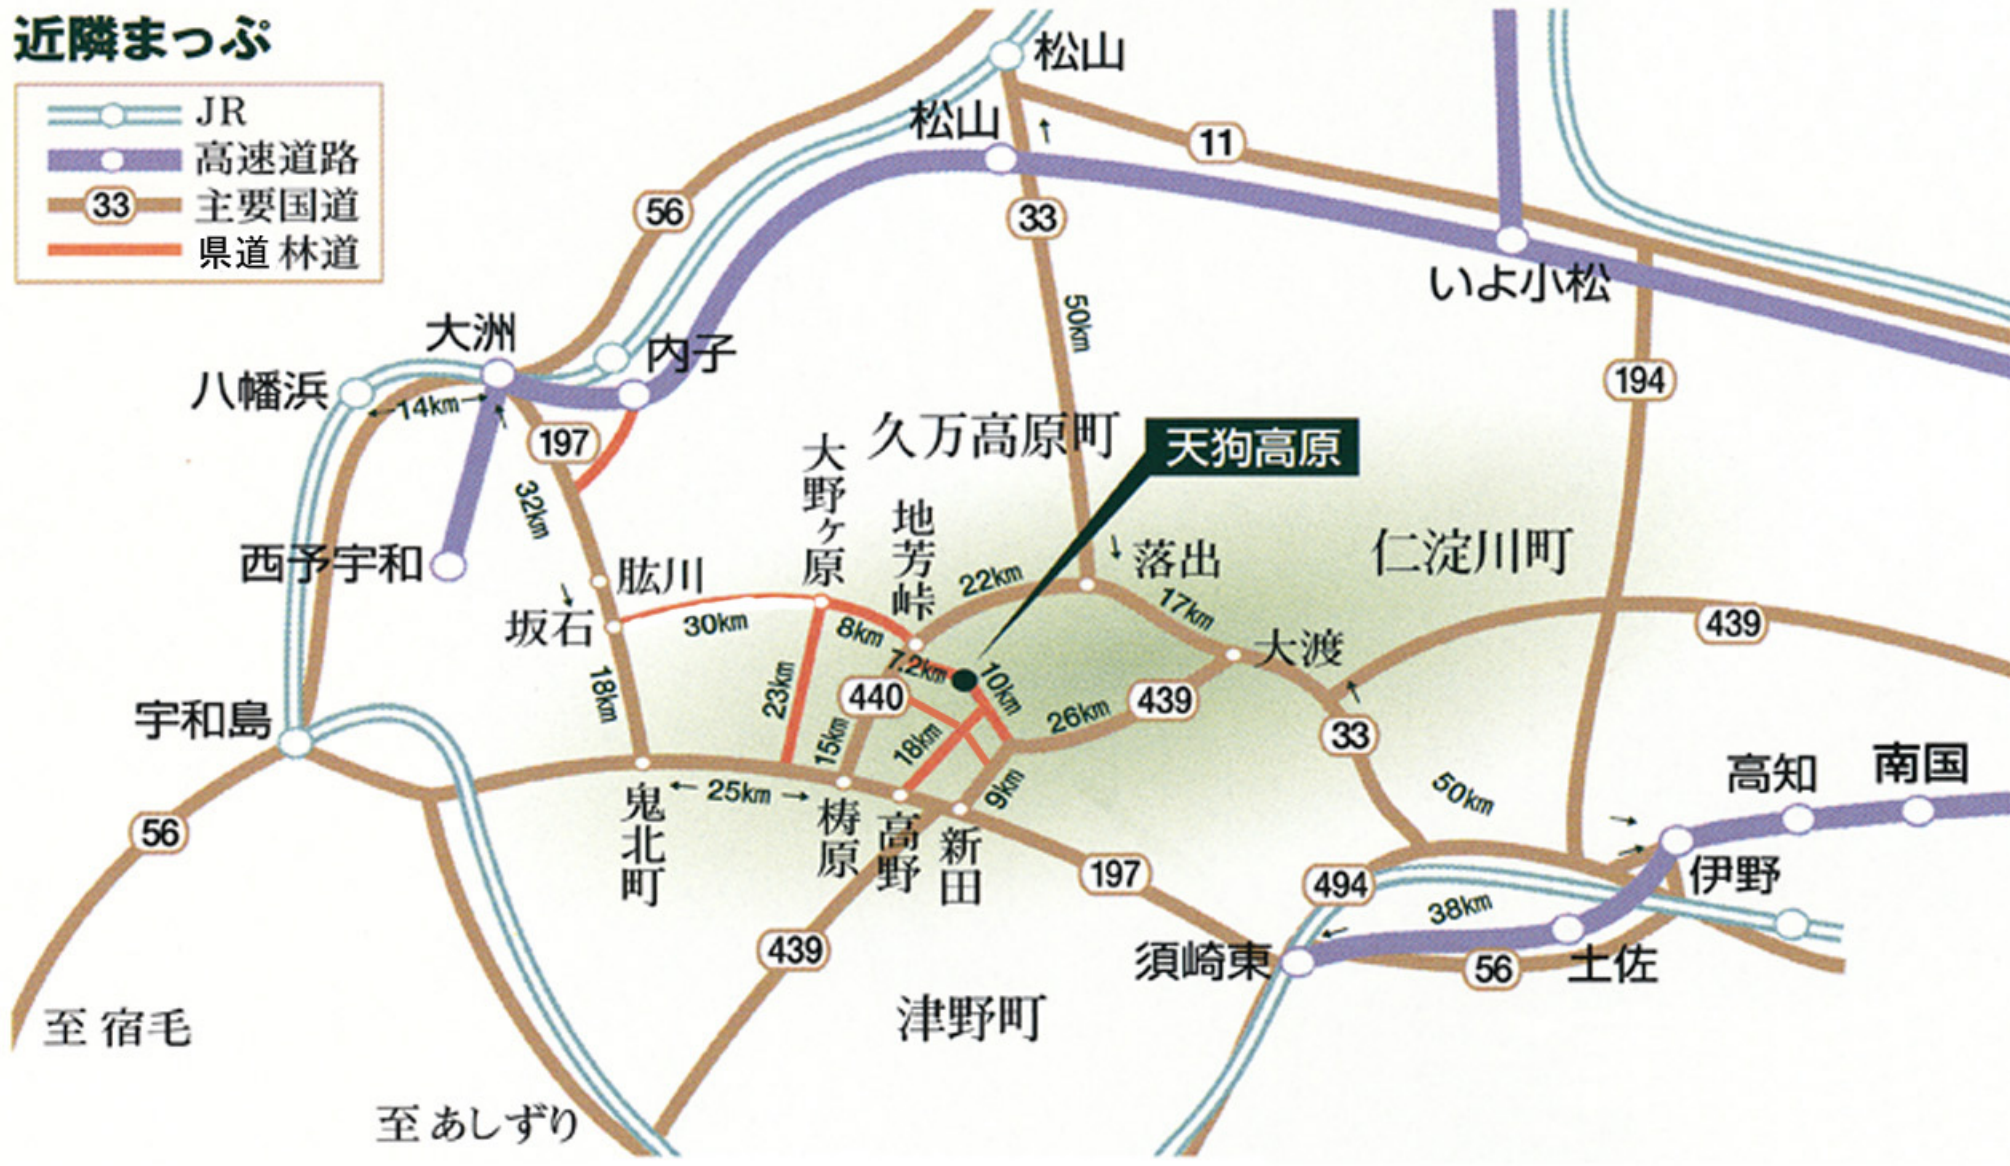 近隣まっぷ
JR
高速道路
33 主要国道
県道 林道
松山
松山
11
56
33
いよ小松
50km
大洲
内子
八幡浜
14km
194
197
久万高原町
天狗高原
大野ヶ原
32km
地芳峠
西予宇和
肱川
22km
落出
仁淀川町
坂石
30km
8km
17km
439
大渡
7.2km
10km
18km
23km
440
26km
439
宇和島
15km
18km
33
高知
南国
25km
9km
50km
鬼北町
梼原
高野
新田
56
197
494
伊野
38km
439
須崎東
56
土佐
津野町
至 宿毛
至 あしずり